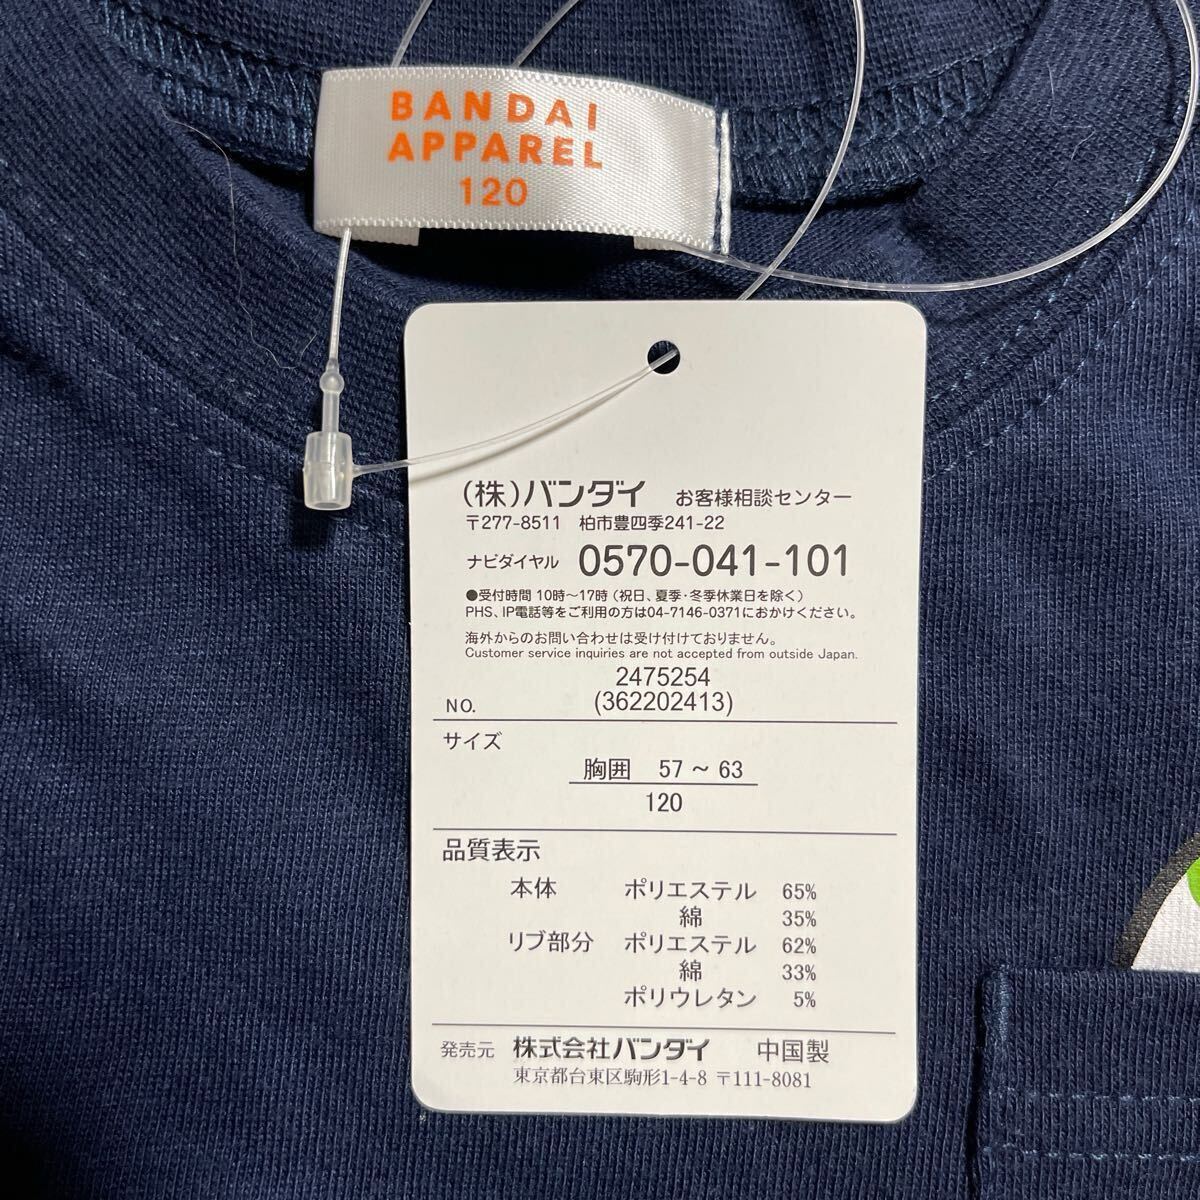 BANDAI
APPAREL
120
(株)バンダイ お客様相談センター
〒277-8511 柏市豊四季241-22
ナビダイヤル 0570-041-101
●受付時間 10時～17時 (祝日、夏季・冬季休業日を除く)
PHS、IP電話等をご利用の方は04-7146-0371におかけください。
海外からのお問い合わせは受け付けておりません。
Customer service inquiries are not accepted from outside Japan.
2475254
NO. (362202413)
サイズ
胸囲 57 ~ 63
120
品質表示
本体 ポリエステル 65%
綿 35%
リブ部分 ポリエステル 62%
綿 33%
ポリウレタン 5%
発売元 株式会社バンダイ 中国製
東京都台東区駒形1-4-8 〒111-8081